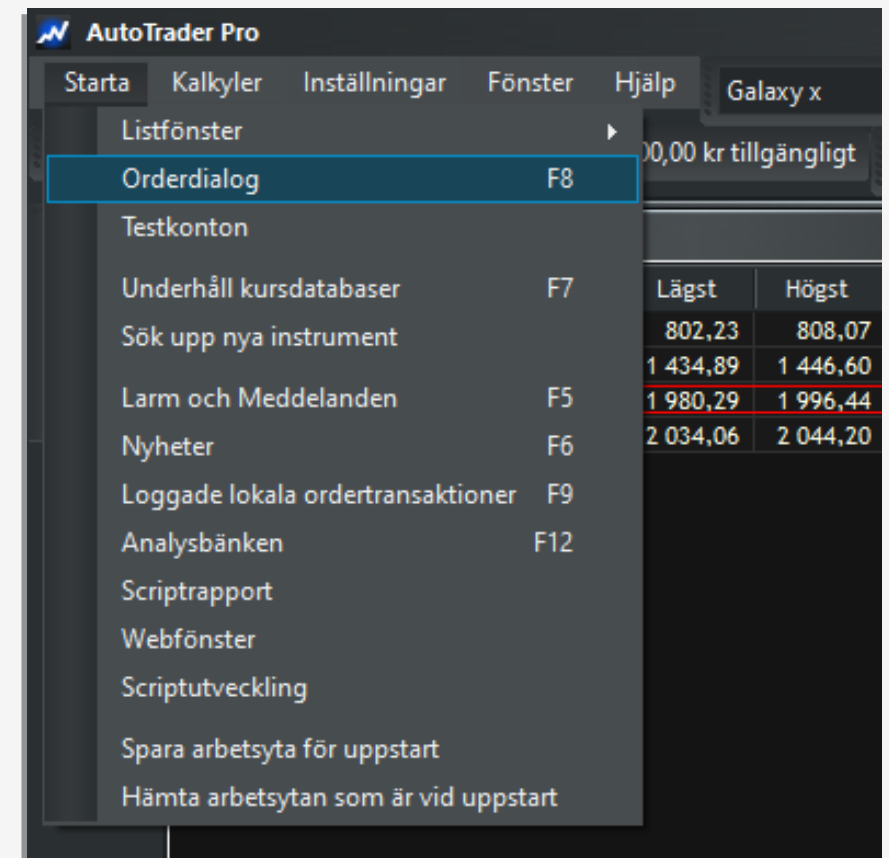 AutoTrader Pro
Starta Kalkyler Inställningar Fönster Hjälp Galaxy x
Listfönster
00,00 kr tillgängligt
Orderdialog F8
Testkonton
Underhåll kursdatabaser F7
Lägst Högst
Sök upp nya instrument
802,23 808,07
1 434,89 1 446,60
Larm och Meddelanden F5
1 980,29 1 996,44
Nyheter F6
2 034,06 2 044,20
Loggade lokala ordertransaktioner F9
Analysbänken F12
Scriptrapport
Webfönster
Scriptutveckling
Spara arbetsyta för uppstart
Hämta arbetsytan som är vid uppstart